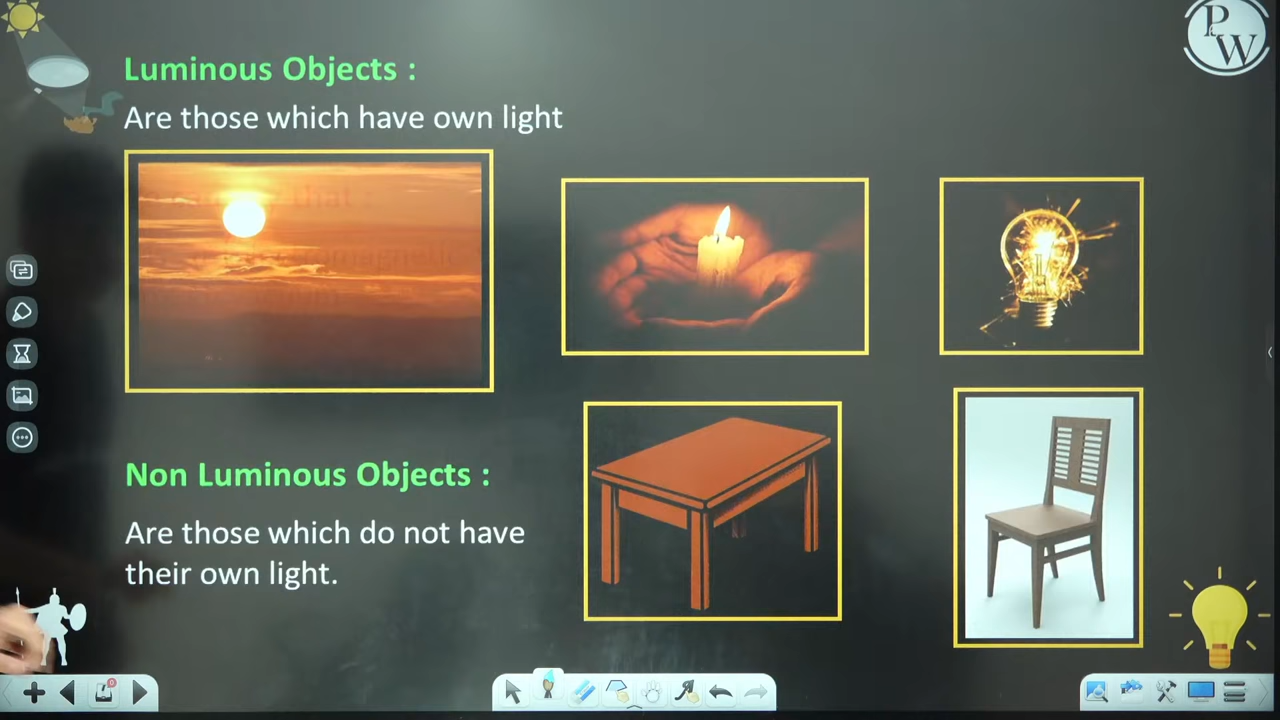 PW
Luminous Objects :
Are those which have own light
Non Luminous Objects :
Are those which do not have
their own light.